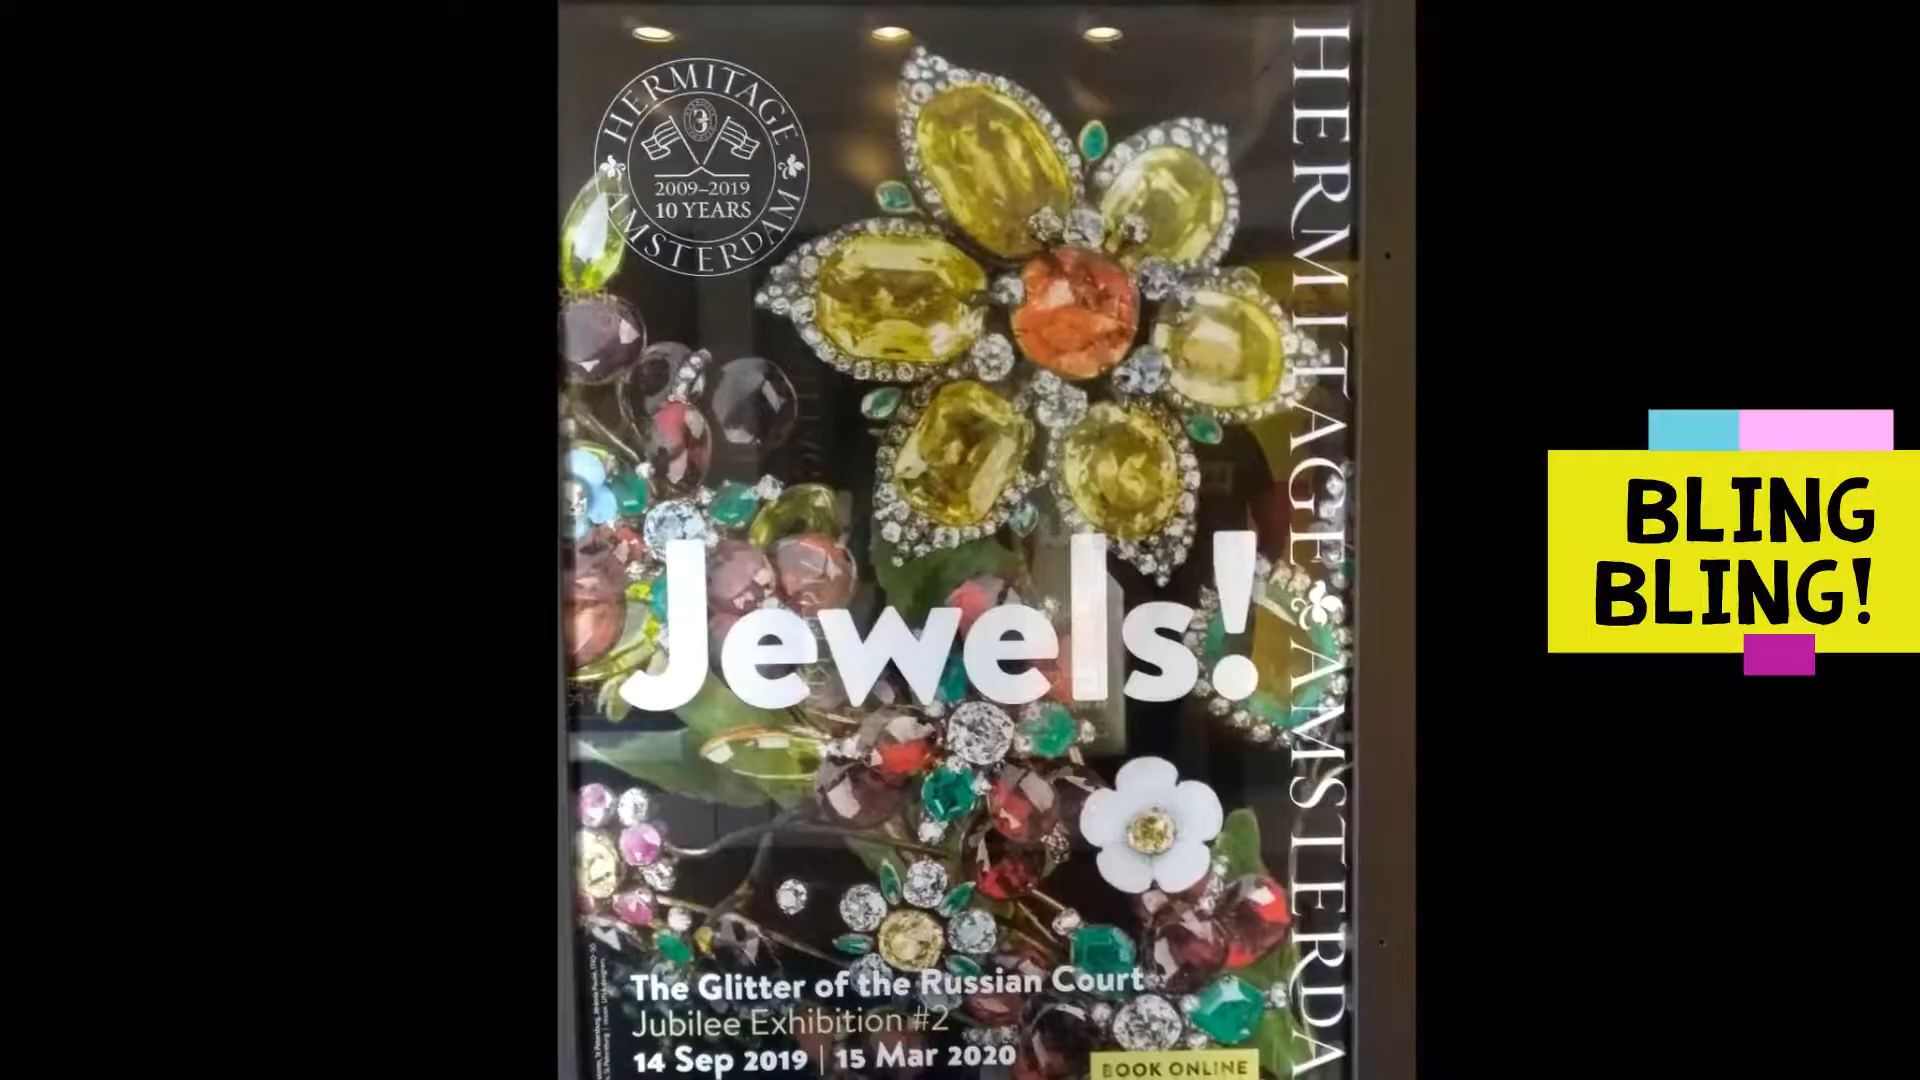 HERMITAGE
AMSTERDAM
2009–2019
10 YEARS
HERMITAGE AMSTERDA
Jewels!
The Glitter of the Russian Court
Jubilee Exhibition #2
14 Sep 2019 | 15 Mar 2020
BOOK ONLINE
BLING
BLING!